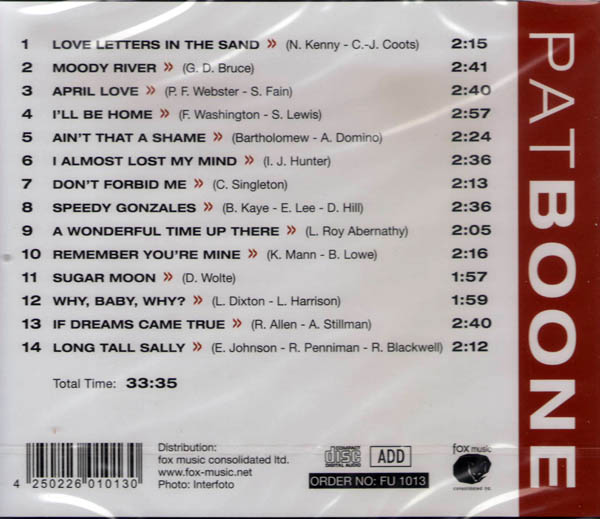 1 LOVE LETTERS IN THE SAND » (N. Kenny - C.-J. Coots) 2:15
2 MOODY RIVER » (G. D. Bruce) 2:41
3 APRIL LOVE » (P. F. Webster - S. Fain) 2:40
4 I'LL BE HOME » (F. Washington - S. Lewis) 2:57
5 AIN'T THAT A SHAME » (Bartholomew - A. Domino) 2:24
6 I ALMOST LOST MY MIND » (I. J. Hunter) 2:36
7 DON'T FORBID ME » (C. Singleton) 2:13
8 SPEEDY GONZALES » (B. Kaye - E. Lee - D. Hill) 2:36
9 A WONDERFUL TIME UP THERE » (L. Roy Abernathy) 2:05
10 REMEMBER YOU'RE MINE » (K. Mann - B. Lowe) 2:16
11 SUGAR MOON » (D. Wolte) 1:57
12 WHY, BABY, WHY? » (L. Dixton - L. Harrison) 1:59
13 IF DREAMS CAME TRUE » (R. Allen - A. Stillman) 2:40
14 LONG TALL SALLY » (E. Johnson - R. Penniman - R. Blackwell) 2:12
Total Time: 33:35
PAT BOONE
4 250226 010130
Distribution:
fox music consolidated ltd.
www.fox-music.net
Photo: Interfoto
COMPACT
disc
DIGITAL AUDIO
ADD
ORDER NO: FU 1013
fox music
consolidated ltd.